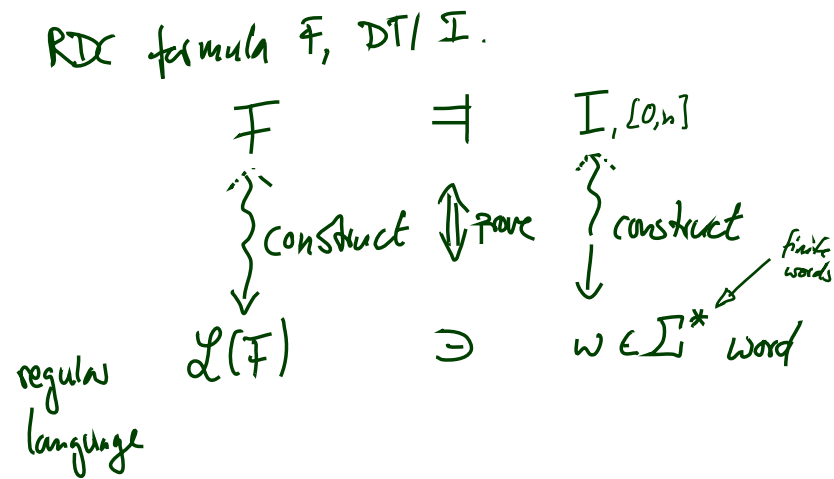 RDC formula F, DT/ I.
F ⫤ I, [0,n]
construct ⇕ prove construct
finite
words
L(F) ∋ w ∈ Σ* word
regular
language